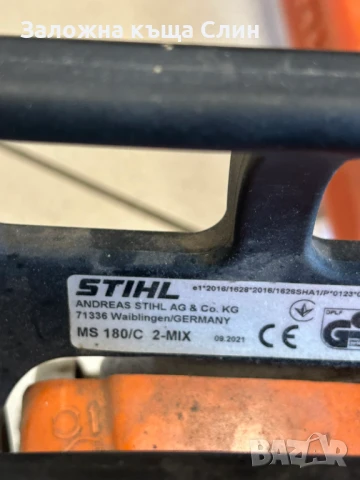 Заложна къща Слин
STIHL
e1*2016/1628*2016/1628SHA1/P*0123*0
ANDREAS STIHL AG & Co. KG
71336 Waiblingen/GERMANY
MS 180/C 2-MIX
09.2021
CE
BAZAR